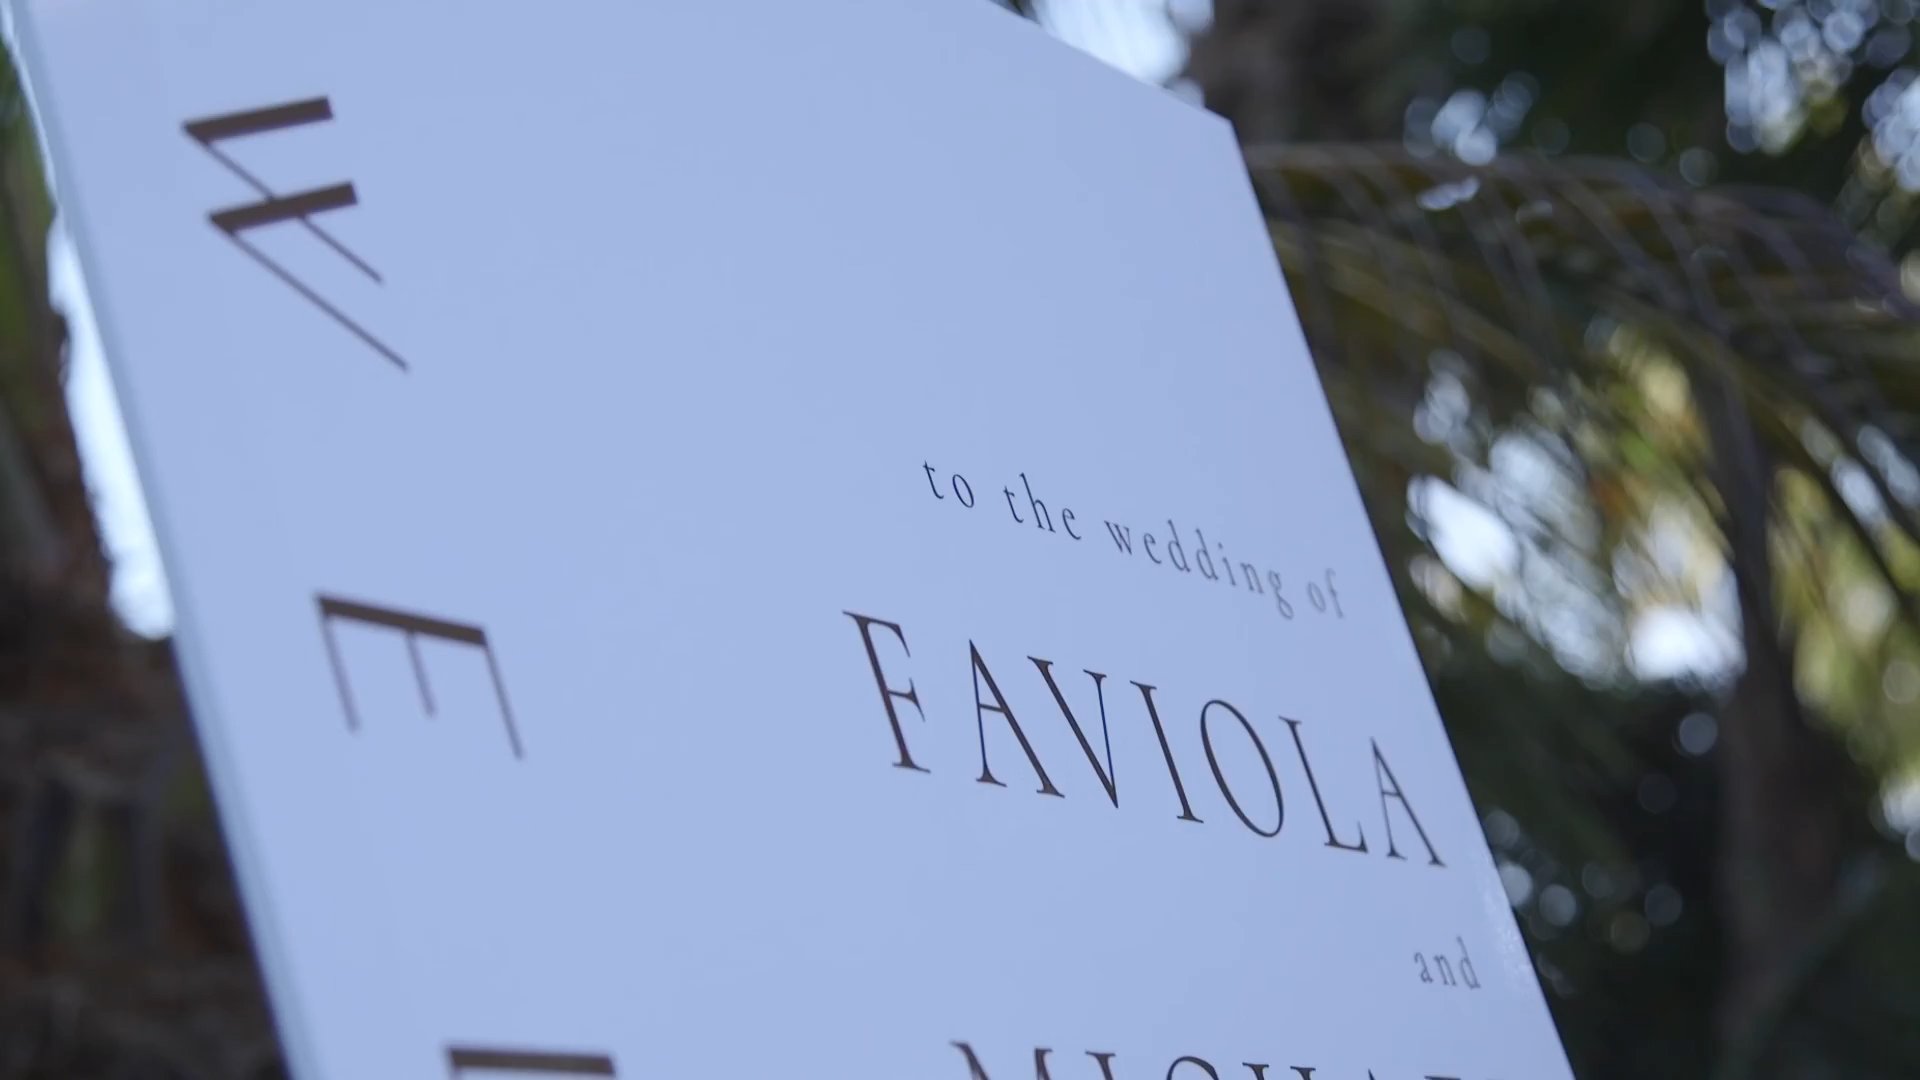 W E
to the wedding of
FAVIOLA
and